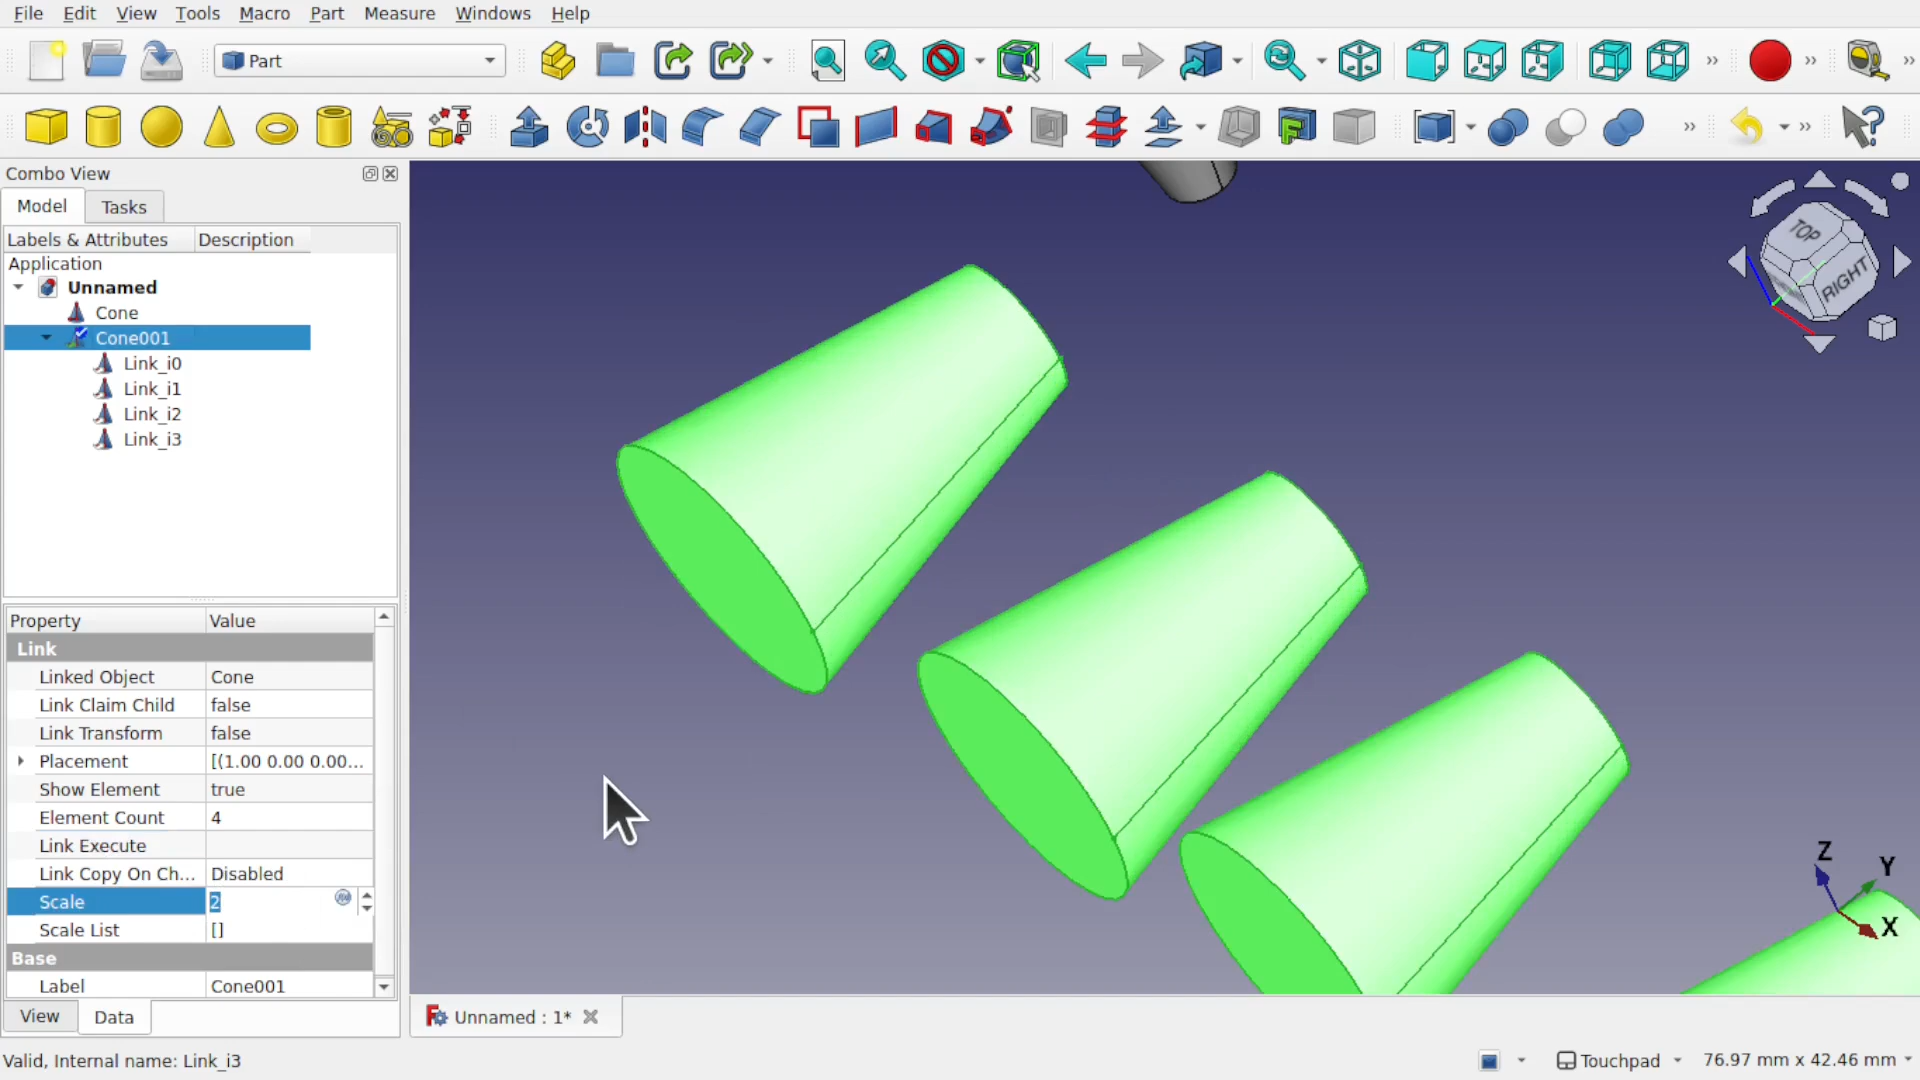 File Edit View Tools Macro Part Measure Windows Help
Part
Combo View
Model Tasks
Labels & Attributes Description
Application
Unnamed
Cone
Cone001
Link_i0
Link_i1
Link_i2
Link_i3
Property Value
Link
Linked Object Cone
Link Claim Child false
Link Transform false
Placement [(1.00 0.00 0.00...
Show Element true
Element Count 4
Link Execute
Link Copy On Ch... Disabled
Scale 2
Scale List []
Base
Label Cone001
View Data
TOP
RIGHT
Z
Y
X
Unnamed : 1*
Valid, Internal name: Link_i3
Touchpad 76.97 mm x 42.46 mm